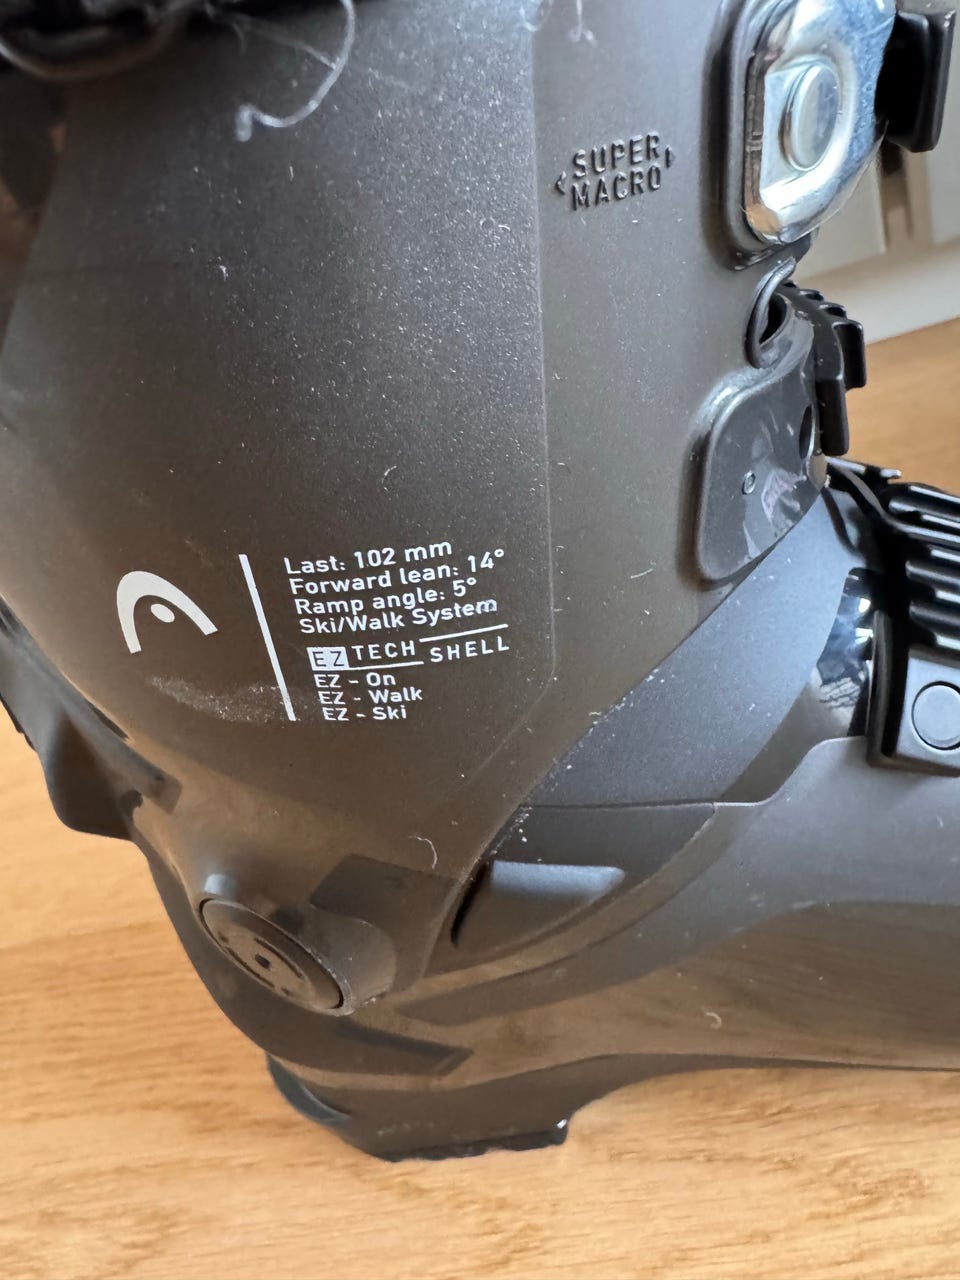 SUPER
MACRO
Last: 102 mm
Forward lean: 14°
Ramp angle: 5°
Ski/Walk System
EZ TECH SHELL
EZ - On
EZ - Walk
EZ - Ski